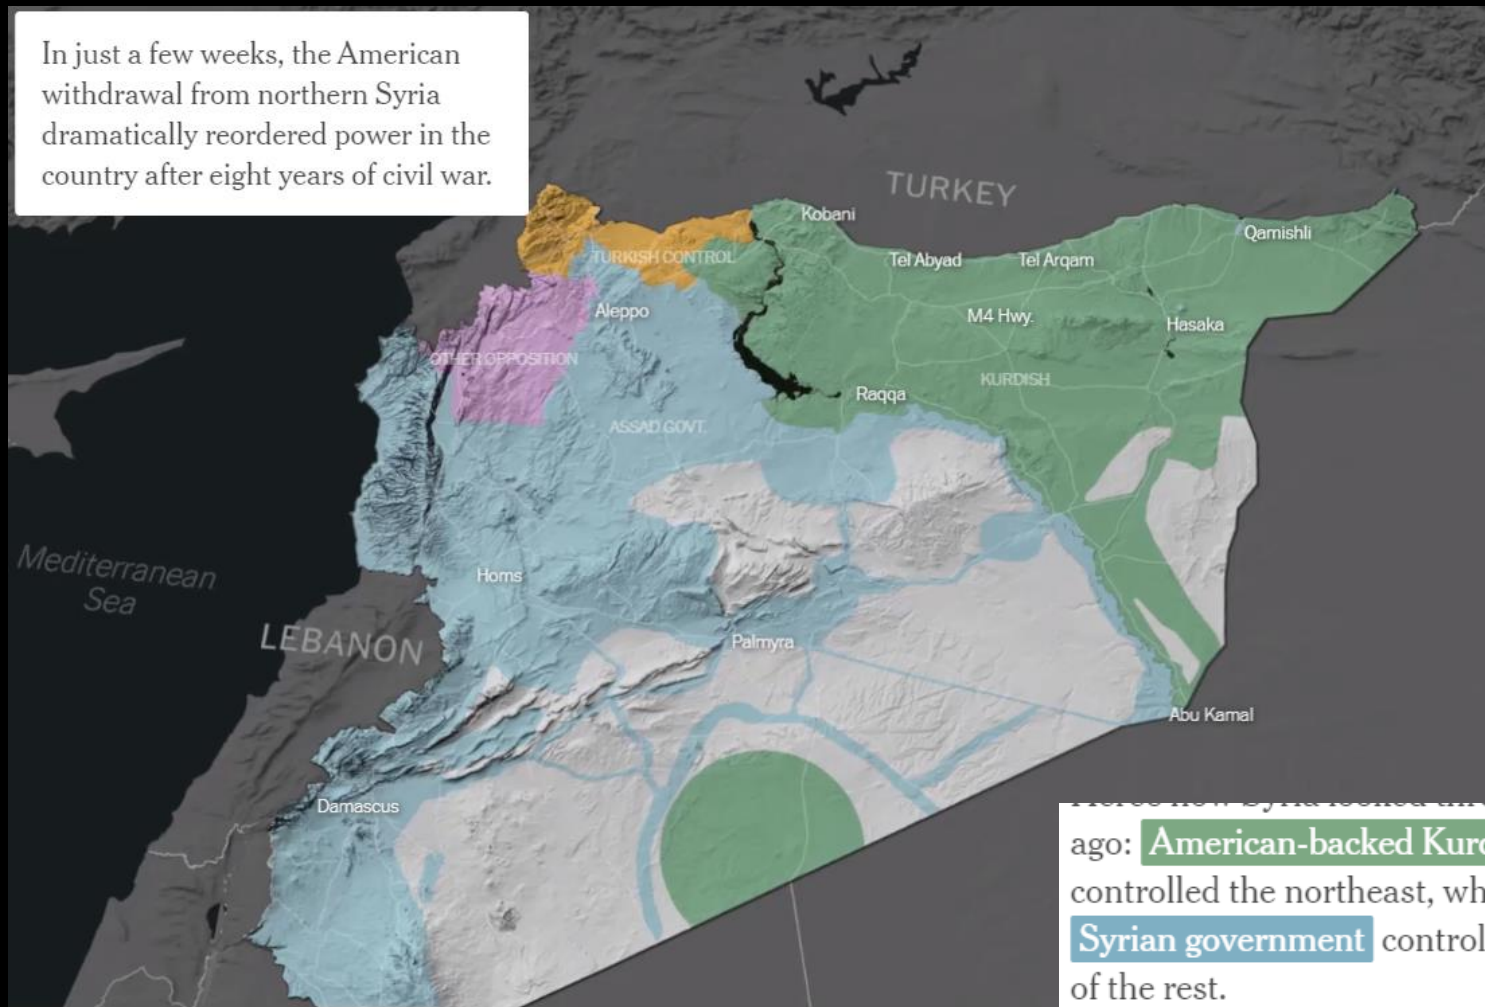 In just a few weeks, the American
withdrawal from northern Syria
dramatically reordered power in the
country after eight years of civil war.
TURKEY
Kobani
Qamishli
TURKISH CONTROL
Tel Abyad
Tel Arqam
Aleppo
M4 Hwy.
Hasaka
OTHER OPPOSITION
KURDISH
Raqqa
ASSAD GOVT.
Mediterranean
Sea
Homs
LEBANON
Palmyra
Abu Kamal
Damascus
ago: American-backed
controlled the northeast,
Syrian government
of the rest.